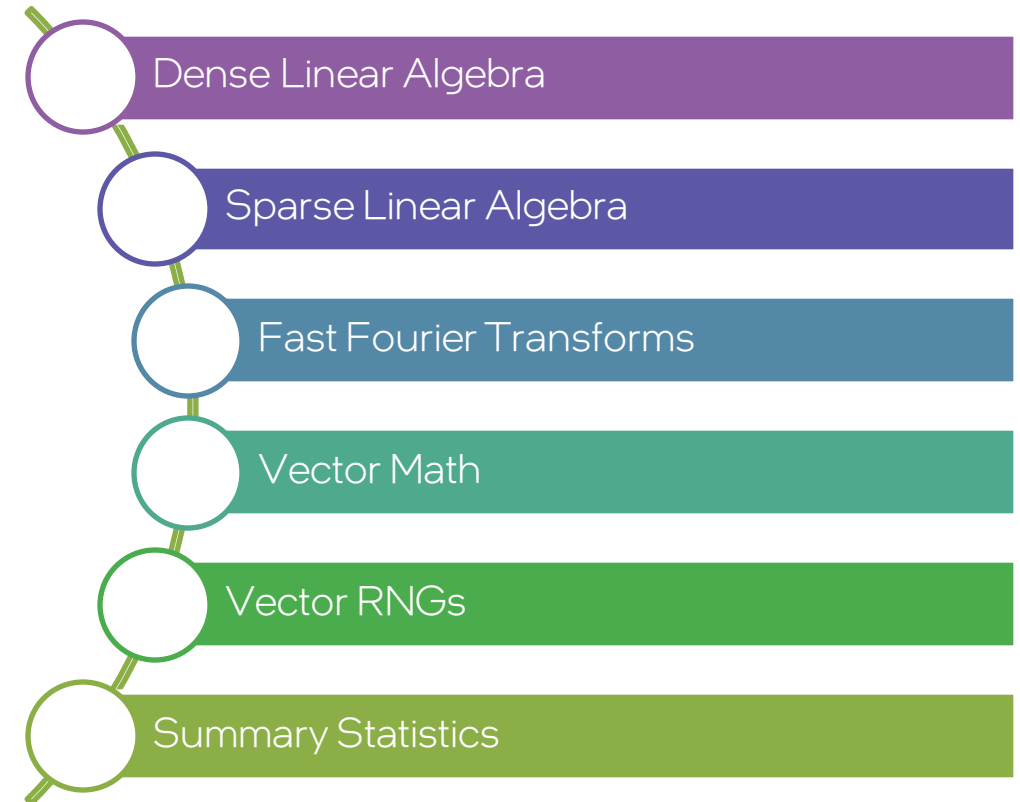 Dense Linear Algebra
Sparse Linear Algebra
Fast Fourier Transforms
Vector Math
Vector RNGs
Summary Statistics